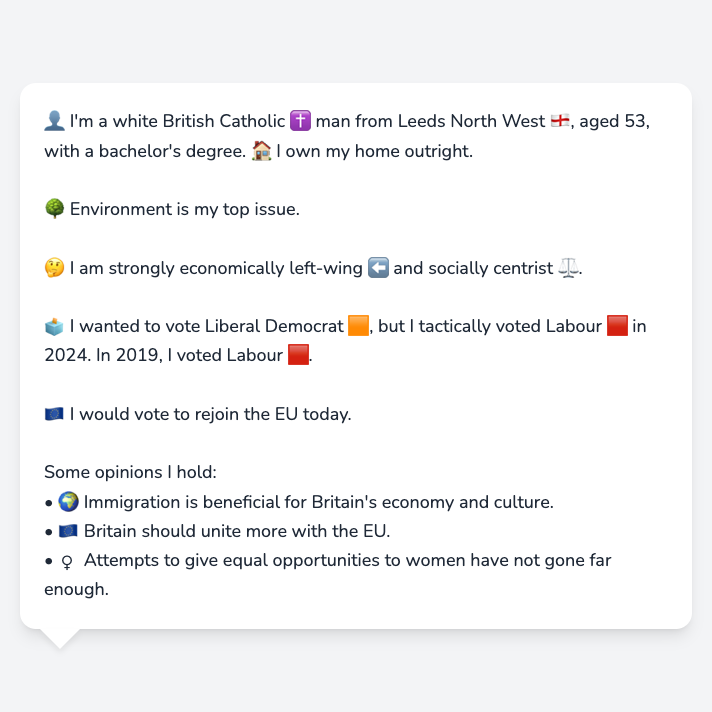 👤 I'm a white British Catholic ✝️ man from Leeds North West 🏴󠁧󠁢󠁥󠁮󠁧󠁿, aged 53,
with a bachelor's degree. 🏠 I own my home outright.
🌳 Environment is my top issue.
🤔 I am strongly economically left-wing ⬅️ and socially centrist ⚖️.
🗳️ I wanted to vote Liberal Democrat 🟧, but I tactically voted Labour 🟥 in
2024. In 2019, I voted Labour 🟥.
🇪🇺 I would vote to rejoin the EU today.
Some opinions I hold:
• 🌍 Immigration is beneficial for Britain's economy and culture.
• 🇪🇺 Britain should unite more with the EU.
• ♀ Attempts to give equal opportunities to women have not gone far
enough.